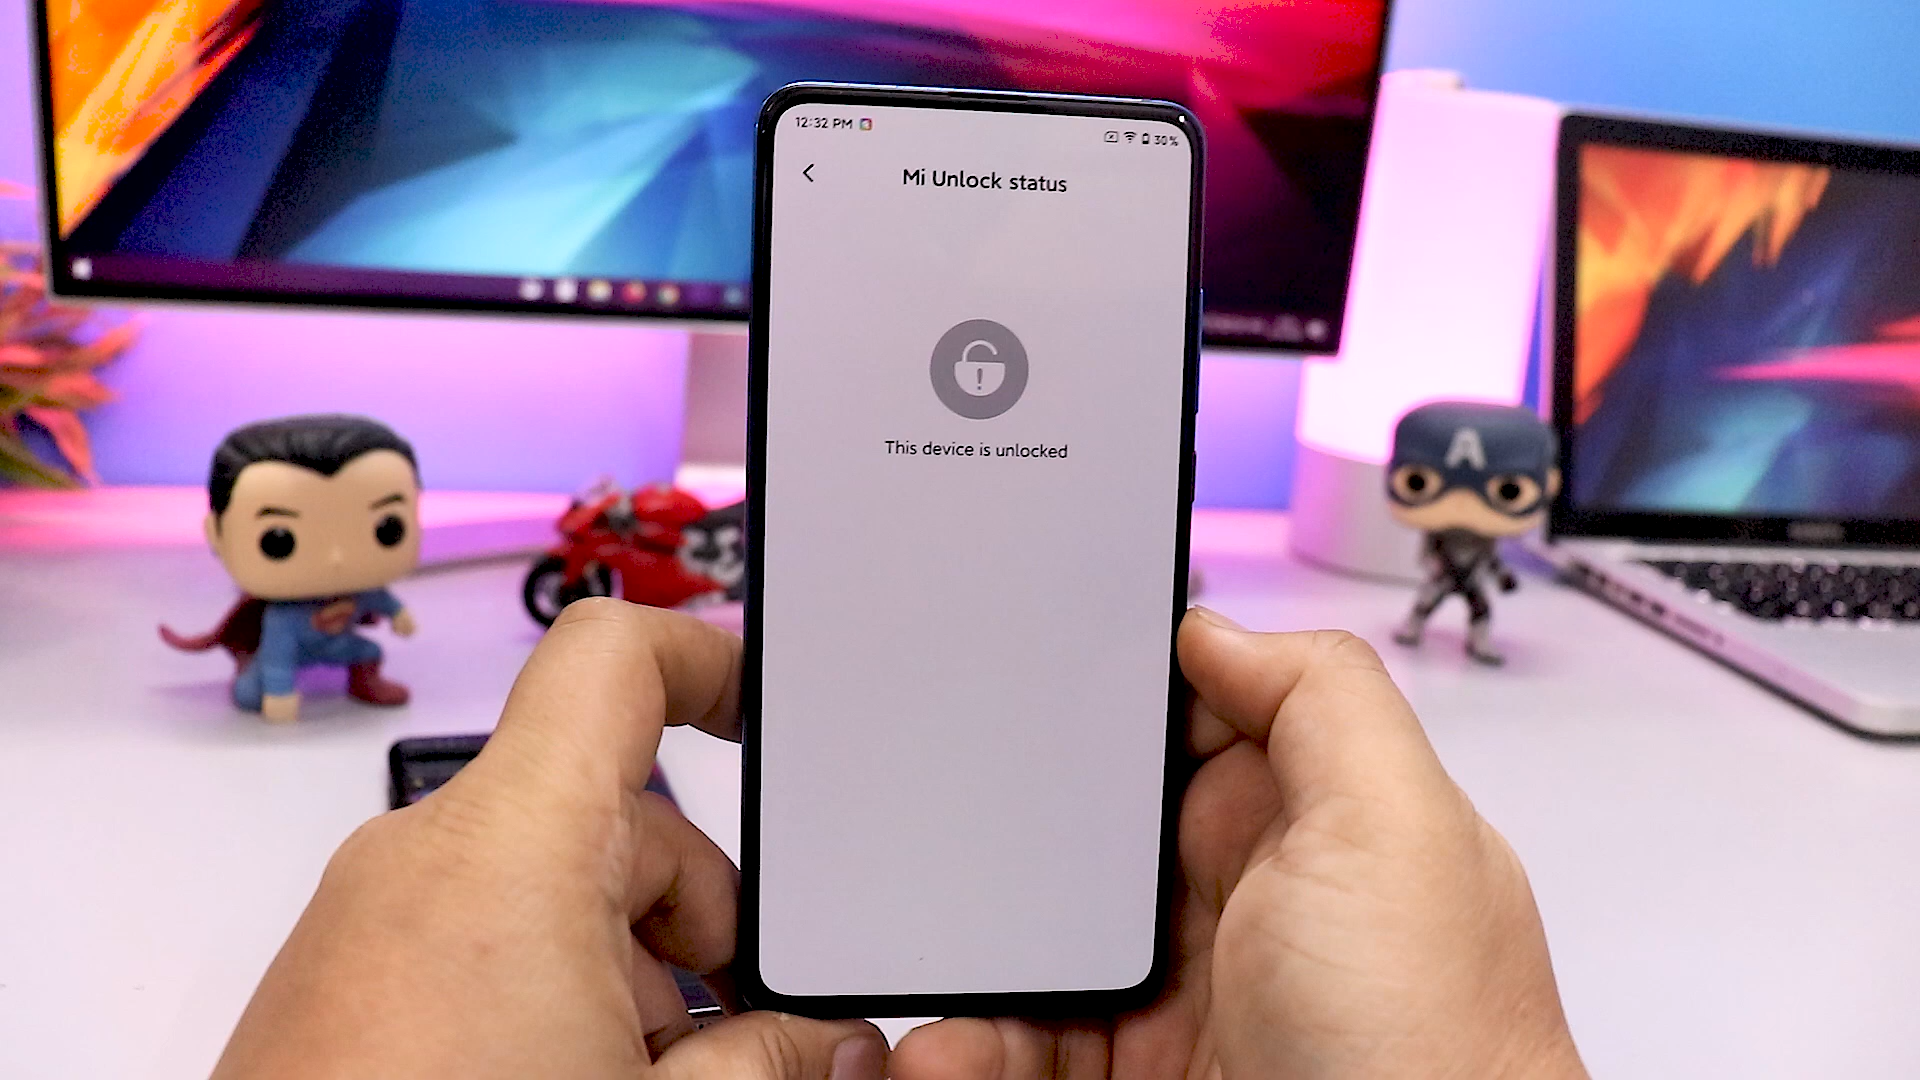 12:32 PM
30%
Mi Unlock status
This device is unlocked
A